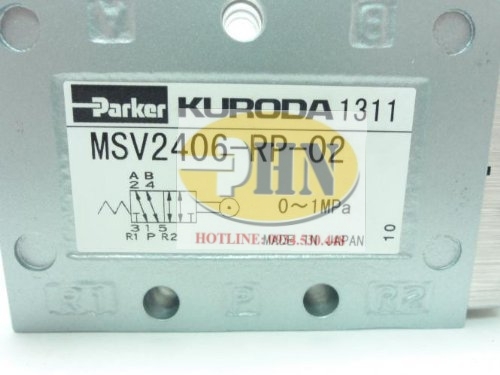 A B
Parker KURODA 1311
MSV2406 RP-02
PHN
A B
2 4
0~1MPa
3 1 5
R1 P R2
MADE IN JAPAN
10
R1 P R2